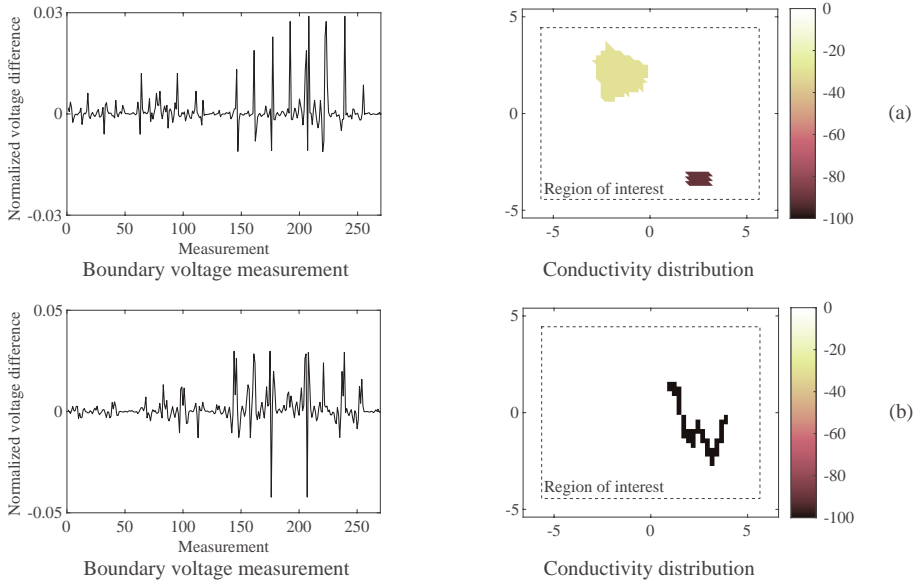 Normalized voltage difference
0.03
0
-0.03
0 50 100 150 200 250
Measurement
Boundary voltage measurement
5
0
-5
-5 0 5
Region of interest
Conductivity distribution
0
-20
-40
-60
-80
-100
(a)
Normalized voltage difference
0.05
0
-0.05
0 50 100 150 200 250
Measurement
Boundary voltage measurement
5
0
-5
-5 0 5
Region of interest
Conductivity distribution
0
-20
-40
-60
-80
-100
(b)